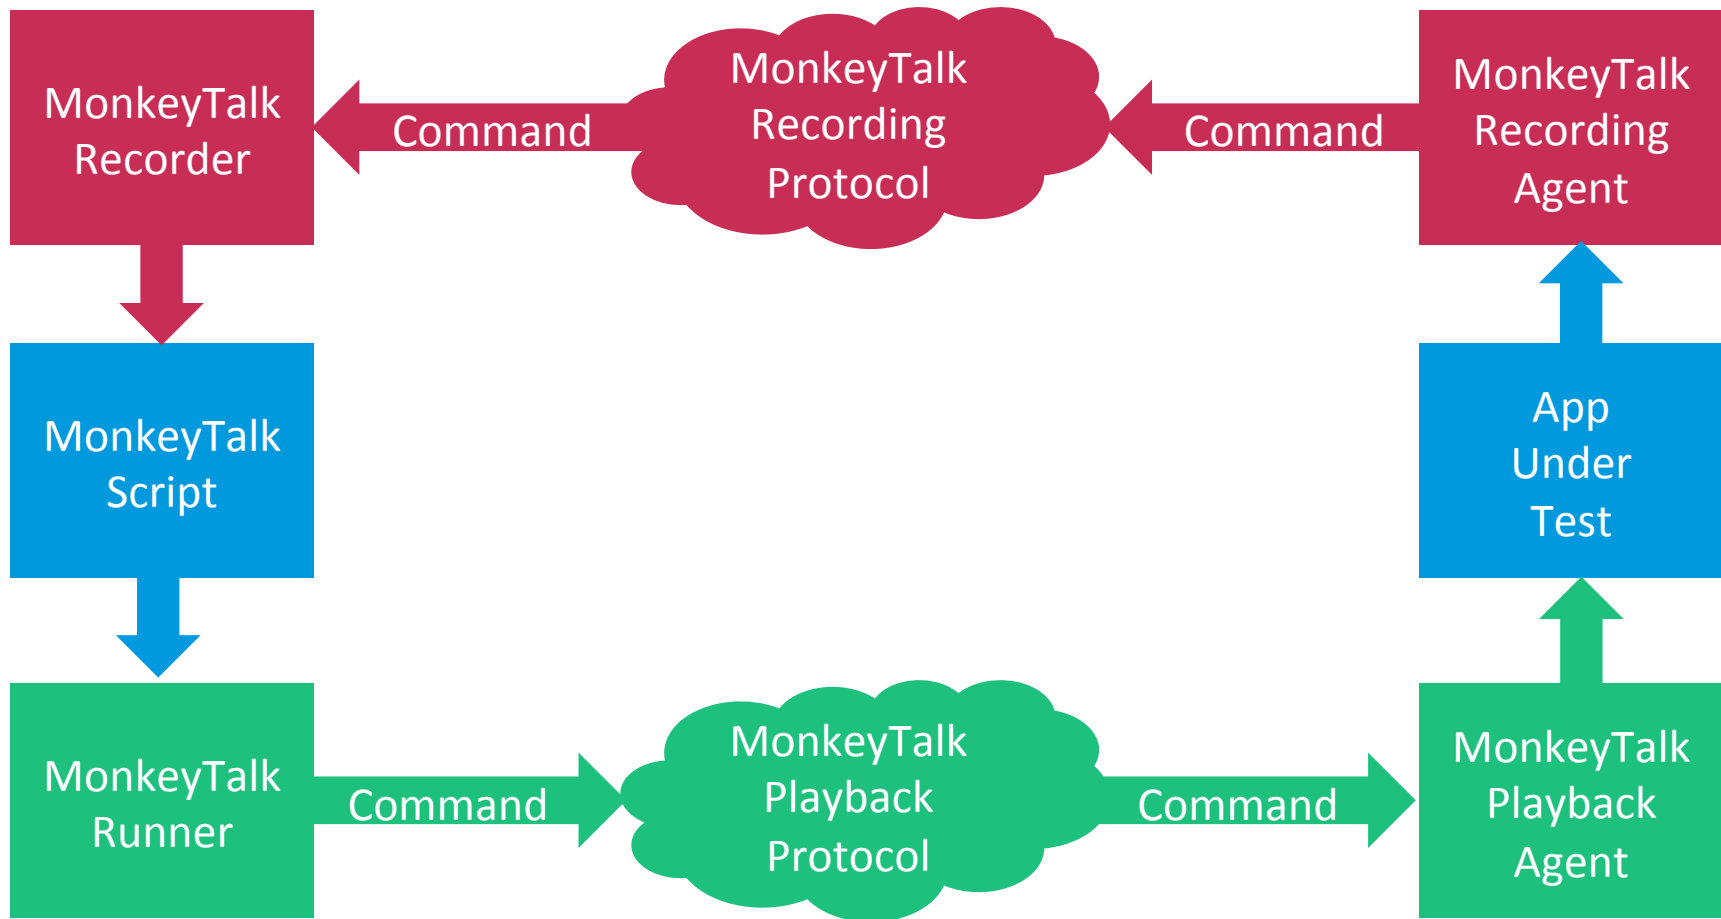 MonkeyTalk
Recorder
Command
MonkeyTalk
Recording
Protocol
Command
MonkeyTalk
Recording
Agent
MonkeyTalk
Script
App
Under
Test
MonkeyTalk
Runner
Command
MonkeyTalk
Playback
Protocol
Command
MonkeyTalk
Playback
Agent